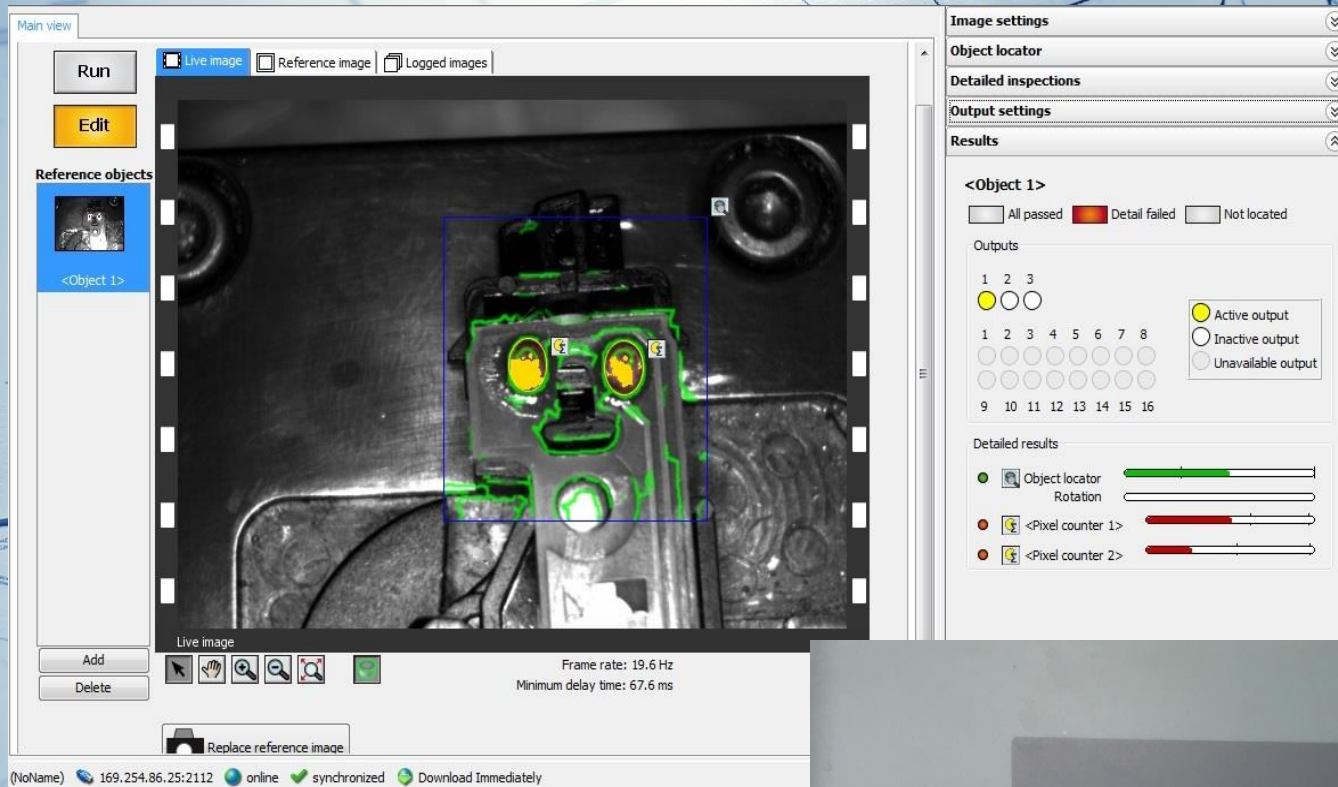 Main view
Run
Edit
Reference objects
<Object 1>
Add
Delete
Live image
Reference image
Logged images
Live image
Frame rate: 19.6 Hz
Minimum delay time: 67.6 ms
Replace reference image
(NoName) 169.254.86.25:2112 online synchronized Download Immediately
Image settings
Object locator
Detailed inspections
Output settings
Results
<Object 1>
All passed Detail failed Not located
Outputs
1 2 3
1 2 3 4 5 6 7 8
9 10 11 12 13 14 15 16
Active output
Inactive output
Unavailable output
Detailed results
Object locator
Rotation
<Pixel counter 1>
<Pixel counter 2>